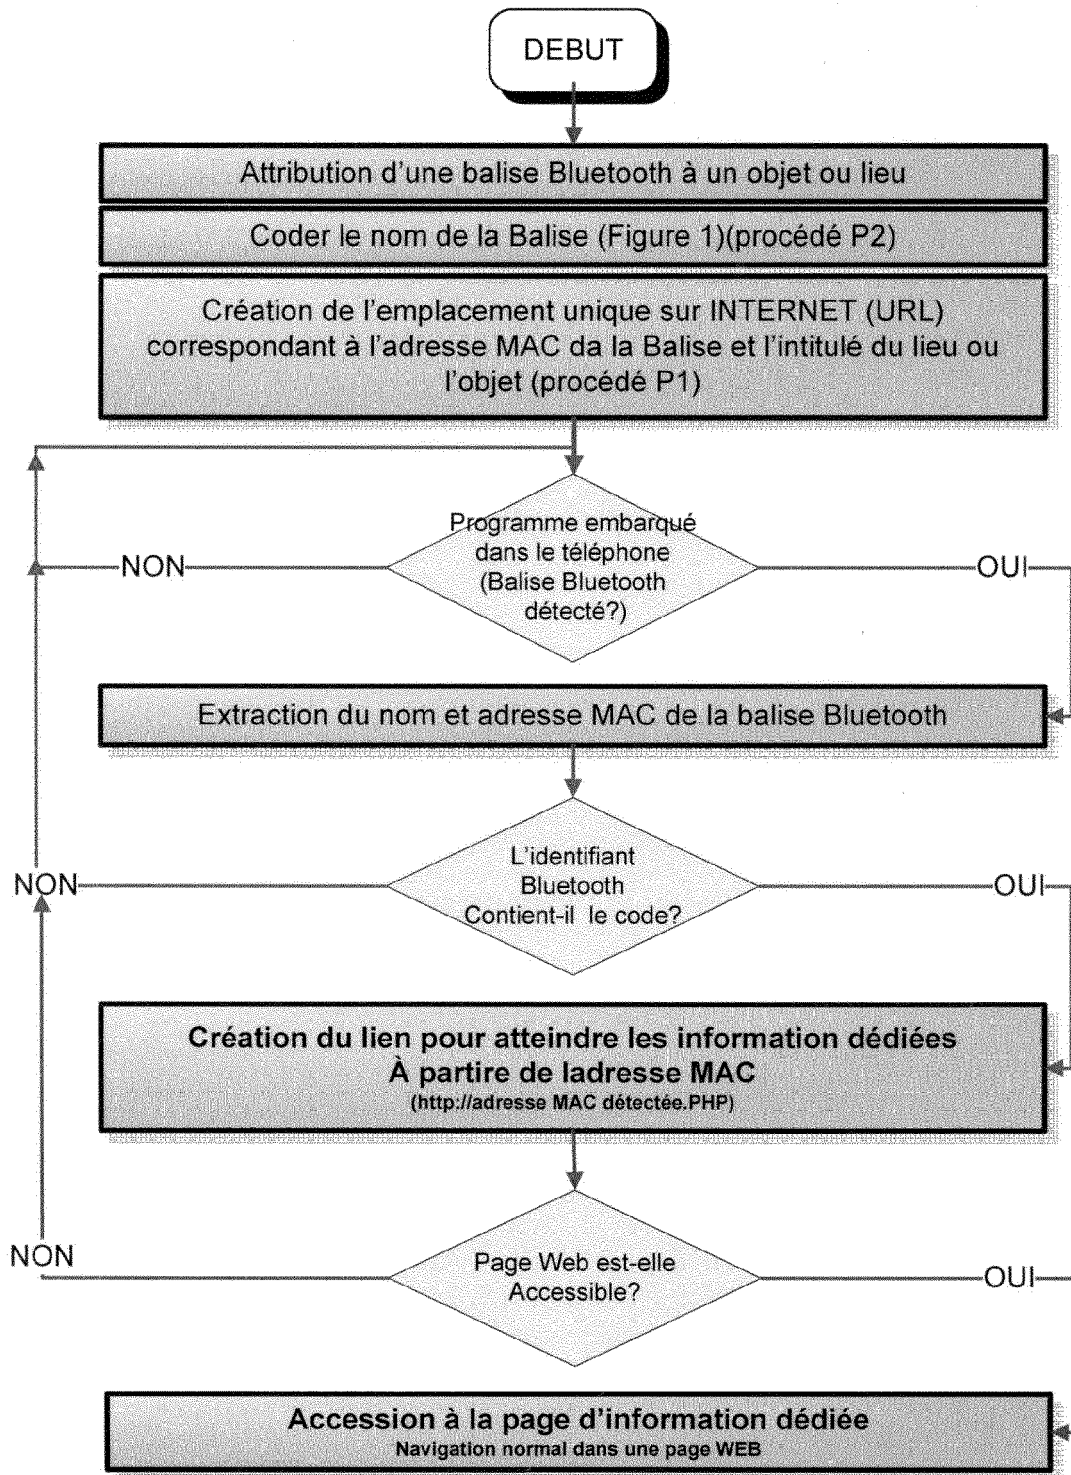 DEBUT
Attribution d'une balise Bluetooth à un objet ou lieu
Coder le nom de la Balise (Figure 1)(procédé P2)
Création de l'emplacement unique sur INTERNET (URL)
correspondant à l'adresse MAC da la Balise et l'intitulé du lieu ou
l'objet (procédé P1)
Programme embarqué
dans le téléphone
(Balise Bluetooth
détecté?)
NON
OUI
Extraction du nom et adresse MAC de la balise Bluetooth
L'identifiant
Bluetooth
Contient-il le code?
NON
OUI
Création du lien pour atteindre les information dédiées
À partire de ladresse MAC
(http://adresse MAC détectée.PHP)
Page Web est-elle
Accessible?
NON
OUI
Accession à la page d'information dédiée
Navigation normal dans une page WEB